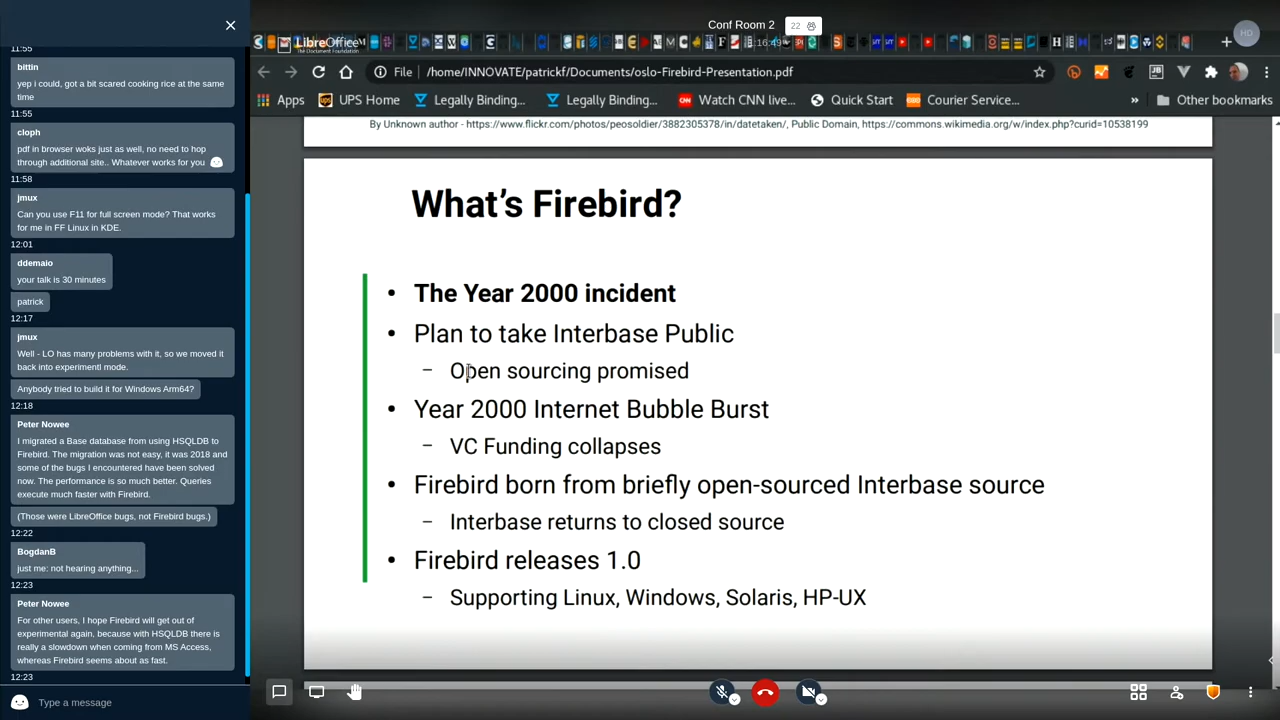 11:55
bittin
yep i could, got a bit scared cooking rice at the same
time
11:55
cloph
pdf in browser woks just as well, no need to hop
through additional site.. Whatever works for you
11:58
jmux
Can you use F11 for full screen mode? That works
for me in FF Linux in KDE.
12:01
ddemaio
your talk is 30 minutes
patrick
12:17
jmux
Well - LO has many problems with it, so we moved it
back into experimentl mode.
Anybody tried to build it for Windows Arm64?
12:18
Peter Nowee
I migrated a Base database from using HSQLDB to
Firebird. The migration was not easy, it was 2018 and
some of the bugs I encountered have been solved
now. The performance is so much better. Queries
execute much faster with Firebird.
(Those were LibreOffice bugs, not Firebird bugs.)
12:22
BogdanB
just me: not hearing anything...
12:23
Peter Nowee
For other users, I hope Firebird will get out of
experimental again, because with HSQLDB there is
really a slowdown when coming from MS Access,
whereas Firebird seems about as fast.
12:23
Type a message
Conf Room 2
22
LibreOffice
The Document Foundation
HD
File /home/INNOVATE/patrickf/Documents/oslo-Firebird-Presentation.pdf
Apps UPS Home Legally Binding... Legally Binding... Watch CNN live... Quick Start Courier Service... » Other bookmarks
By Unknown author - https://www.flickr.com/photos/peosoldier/3882305378/in/datetaken/, Public Domain, https://commons.wikimedia.org/w/index.php?curid=10538199
What's Firebird?
• The Year 2000 incident
• Plan to take Interbase Public
– Open sourcing promised
• Year 2000 Internet Bubble Burst
– VC Funding collapses
• Firebird born from briefly open-sourced Interbase source
– Interbase returns to closed source
• Firebird releases 1.0
– Supporting Linux, Windows, Solaris, HP-UX